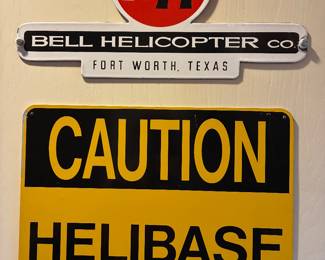 BELL HELICOPTER CO.
FORT WORTH, TEXAS
CAUTION
HELIBASE